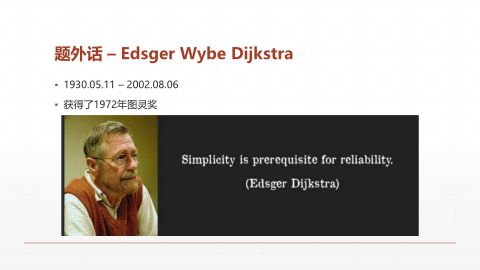 题外话 – Edsger Wybe Dijkstra
1930.05.11 – 2002.08.06
获得了1972年图灵奖
Simplicity is prerequisite for reliability.
(Edsger Dijkstra)